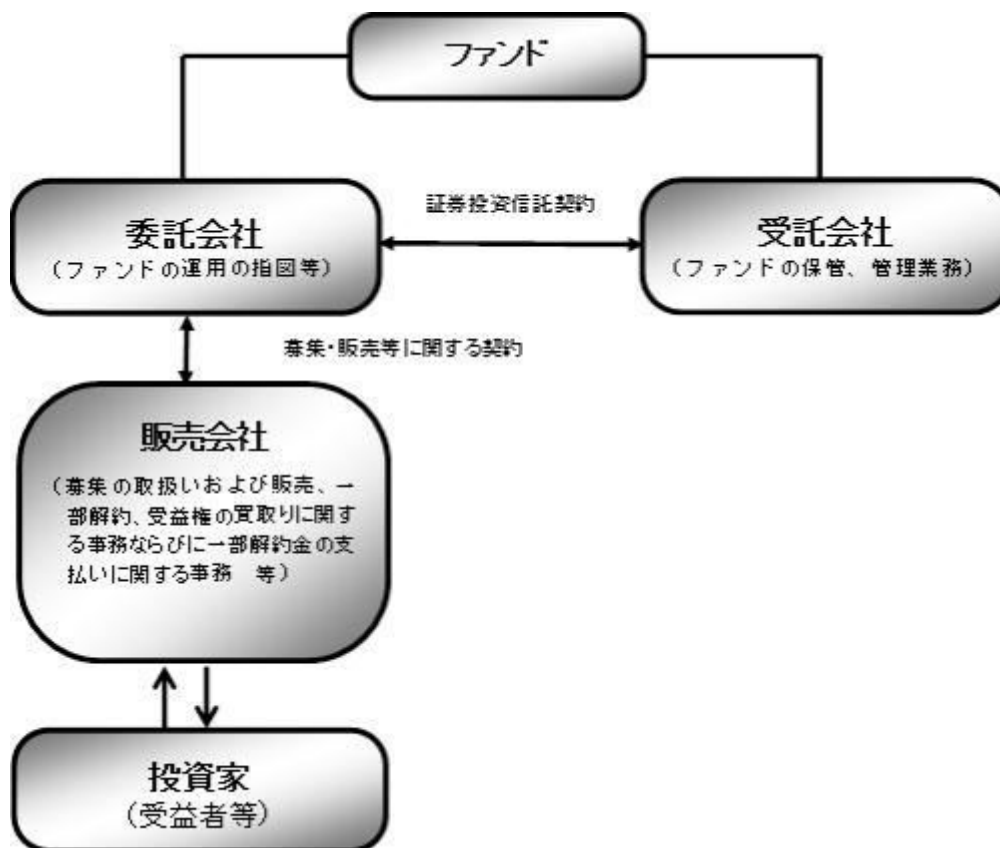 ファンド
証券投資信託契約
委託会社
(ファンドの運用の指図等)
受託会社
(ファンドの保管、管理業務)
募集・販売等に関する契約
販売会社
(募集の取扱いおよび販売、一
部解約、受益権の買取りに関す
る事務ならびに一部解約金の支
払いに関する事務 等)
投資家
(受益者等)